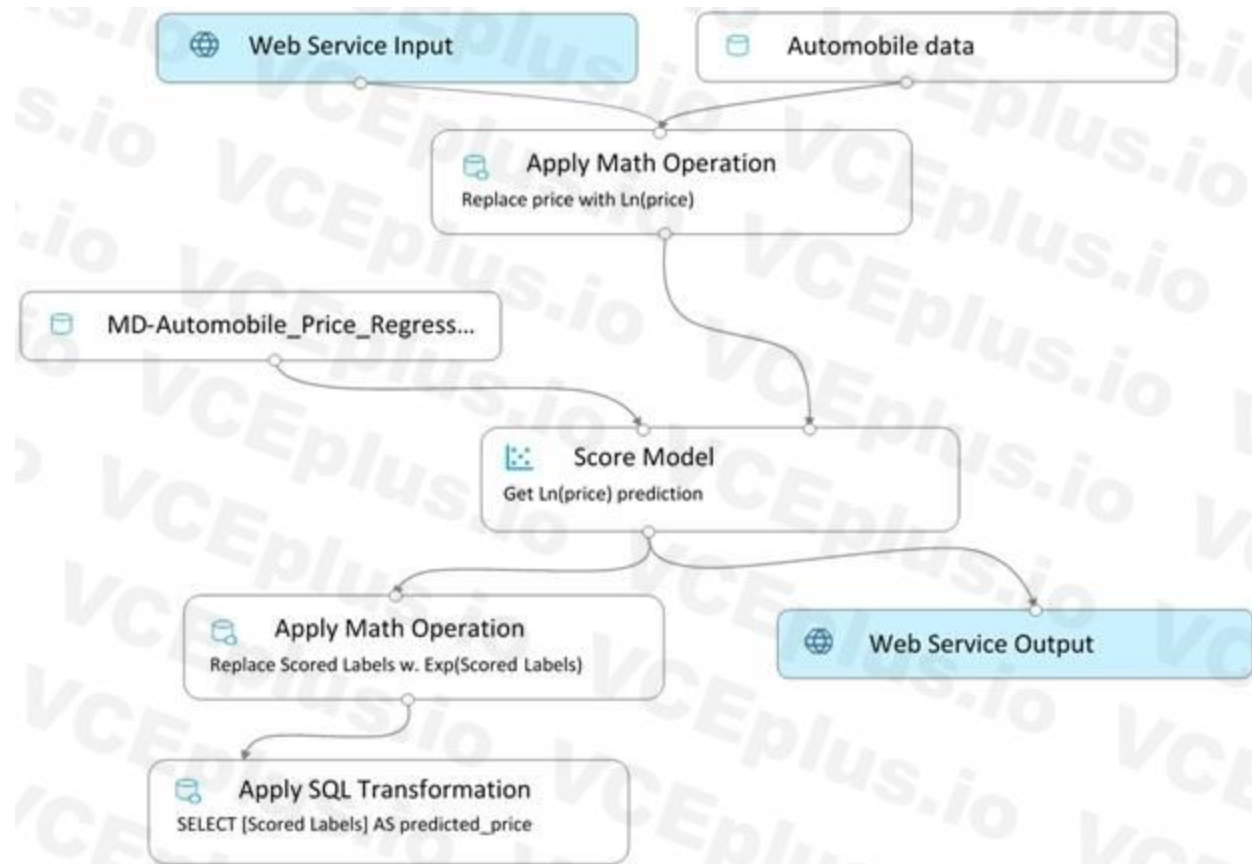 Web Service Input
Automobile data
Apply Math Operation
Replace price with Ln(price)
MD-Automobile_Price_Regress...
Score Model
Get Ln(price) prediction
Apply Math Operation
Replace Scored Labels w. Exp(Scored Labels)
Web Service Output
Apply SQL Transformation
SELECT [Scored Labels] AS predicted_price
VCEplus.io